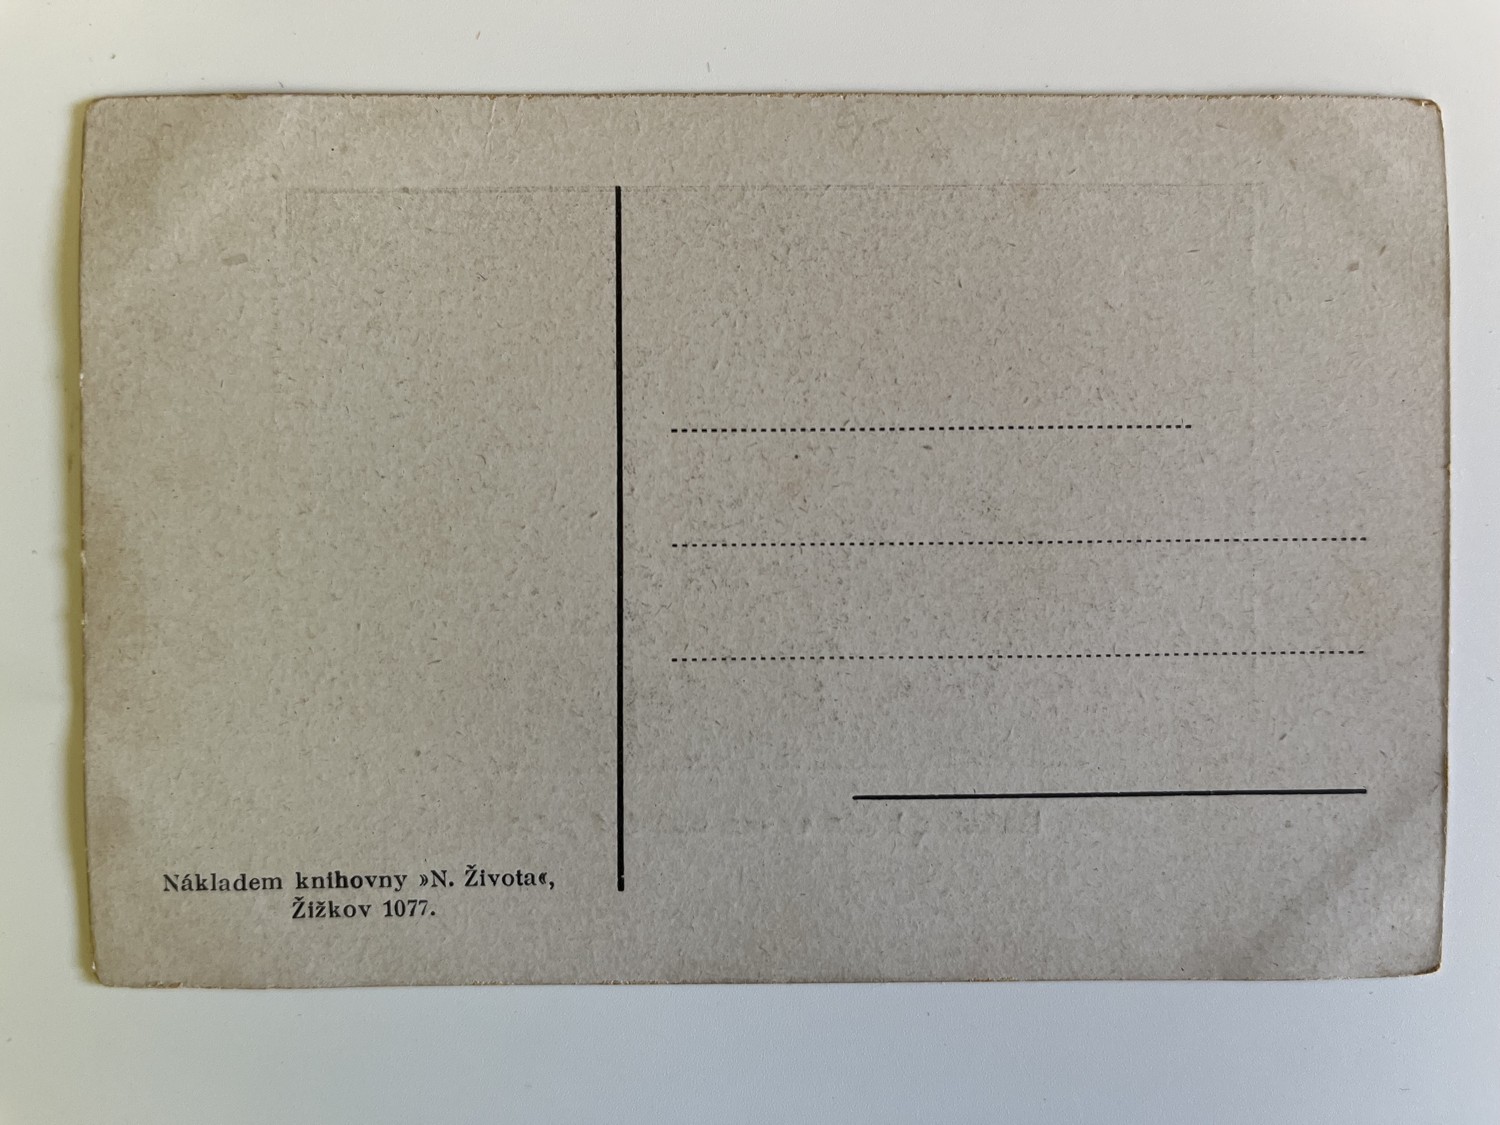 Nákladem knihovny »N. Života«,
Žižkov 1077.